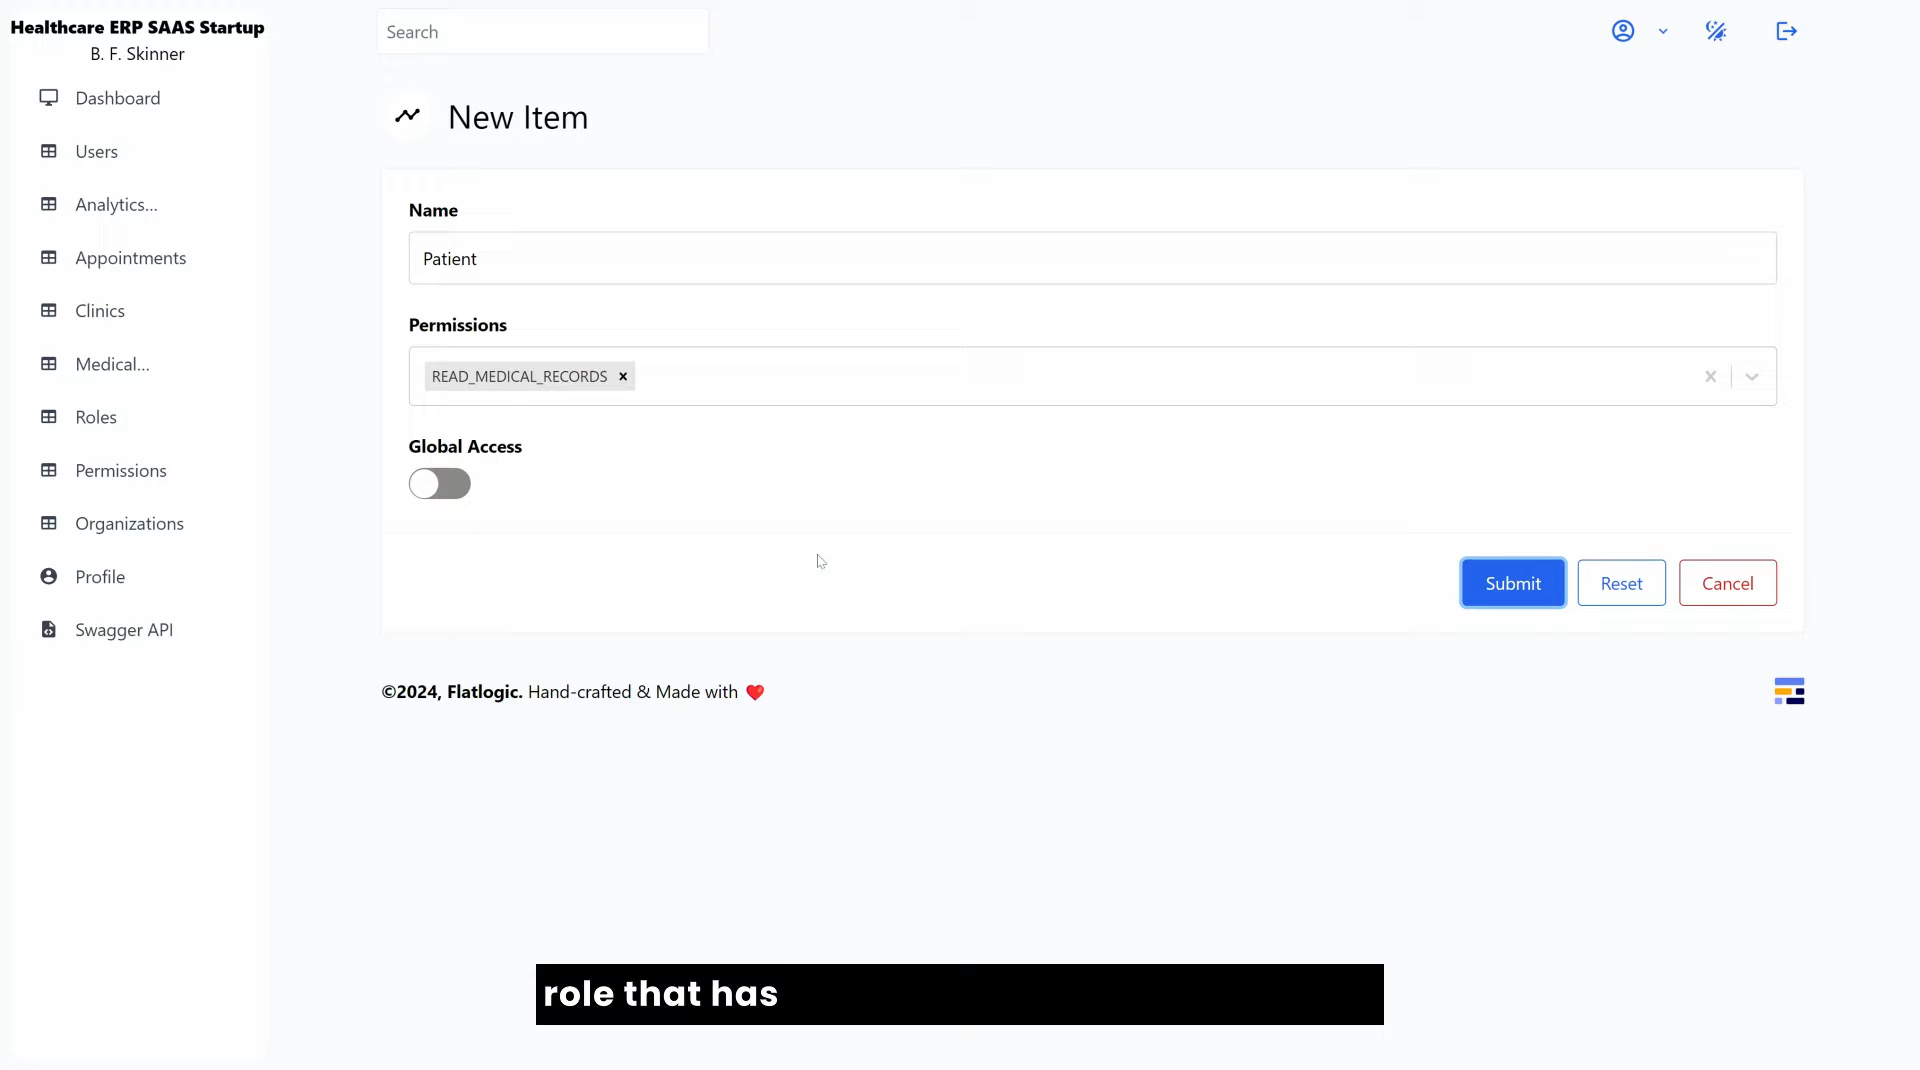 Healthcare ERP SAAS Startup
B. F. Skinner
Dashboard
Users
Analytics...
Appointments
Clinics
Medical...
Roles
Permissions
Organizations
Profile
Swagger API
Search
New Item
Name
Patient
Permissions
READ_MEDICAL_RECORDS
Global Access
Submit Reset Cancel
©2024, Flatlogic. Hand-crafted & Made with ❤️
role that has